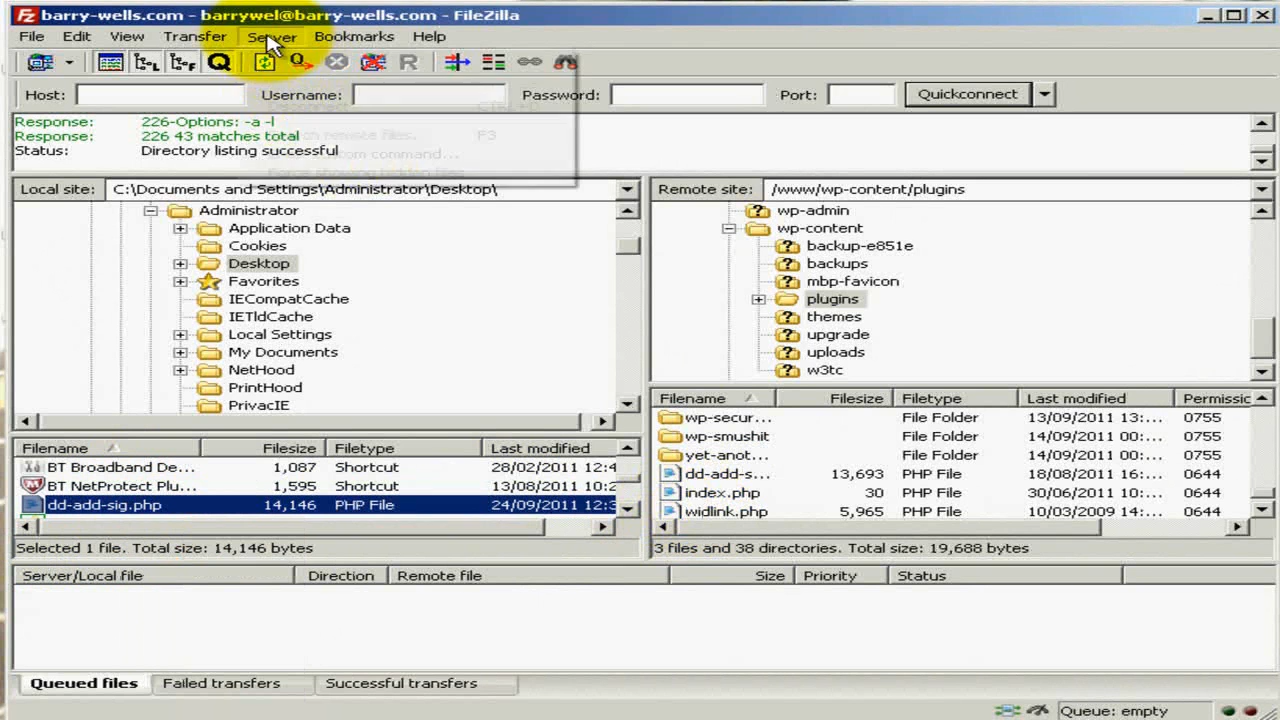 barry-wells.com - barrywel@barry-wells.com - FileZilla
File Edit View Transfer Server Bookmarks Help
Host: Username: Password: Port: Quickconnect
Disconnect CTRL+D
Response: 226-Options: -a -l
Response: 226 43 matches total
remote files... F3
Status: Directory listing successful
command...
Force showing hidden files
Local site: C:\Documents and Settings\Administrator\Desktop\
Administrator
Application Data
Cookies
Desktop
Favorites
IECompatCache
IETldCache
Local Settings
My Documents
NetHood
PrintHood
PrivacIE
Filename Filesize Filetype Last modified
BT Broadband De... 1,087 Shortcut 28/02/2011 12:4
BT NetProtect Plu... 1,595 Shortcut 13/08/2011 10:2
dd-add-sig.php 14,146 PHP File 24/09/2011 12:3
Selected 1 file. Total size: 14,146 bytes
Remote site: /www/wp-content/plugins
wp-admin
wp-content
backup-e851e
backups
mbp-favicon
plugins
themes
upgrade
uploads
w3tc
Filename Filesize Filetype Last modified Permissic
wp-secur... File Folder 13/09/2011 13:... 0755
wp-smushit File Folder 14/09/2011 00:... 0755
yet-anot... File Folder 14/09/2011 00:... 0755
dd-add-s... 13,693 PHP File 18/08/2011 16:... 0644
index.php 30 PHP File 30/06/2011 10:... 0644
widlink.php 5,965 PHP File 10/03/2009 14:... 0644
3 files and 38 directories. Total size: 19,688 bytes
Server/Local file Direction Remote file Size Priority Status
Queued files Failed transfers Successful transfers
Queue: empty